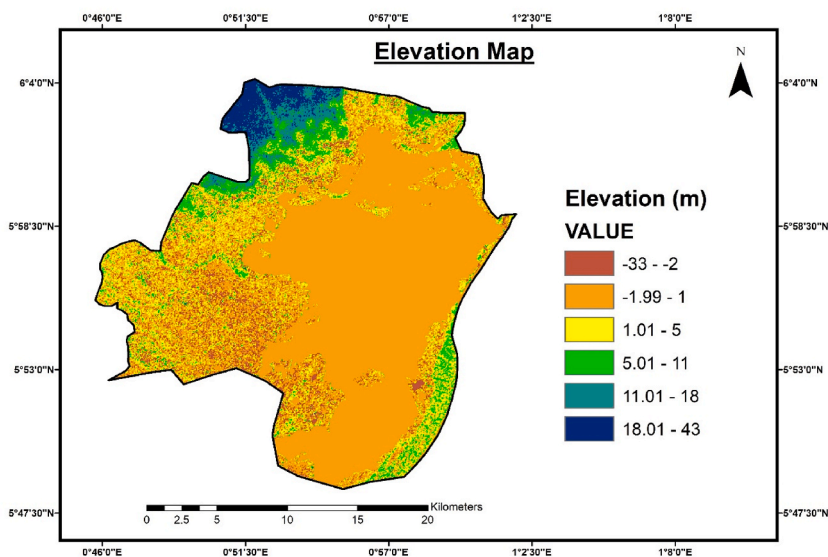 0°46'0"E 0°51'30"E 0°57'0"E 1°2'30"E 1°8'0"E
Elevation Map
N
6°4'0"N 6°4'0"N
Elevation (m)
VALUE
5°58'30"N 5°58'30"N
-33 - -2
-1.99 - 1
1.01 - 5
5.01 - 11
5°53'0"N 5°53'0"N
11.01 - 18
18.01 - 43
Kilometers
0 2.5 5 10 15 20
5°47'30"N 5°47'30"N
0°46'0"E 0°51'30"E 0°57'0"E 1°2'30"E 1°8'0"E